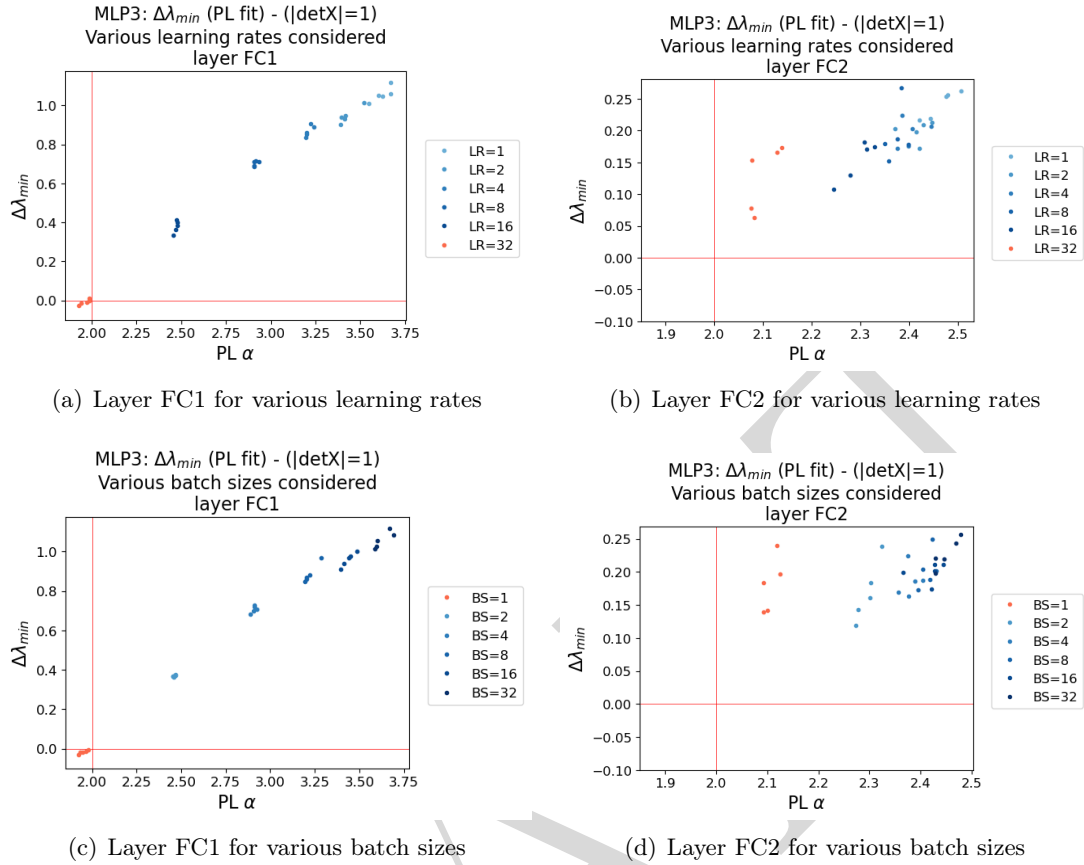 MLP3: Δλmin (PL fit) - (|detX|=1)
Various learning rates considered
layer FC1
1.0
0.8
0.6
0.4
0.2
0.0
Δλmin
2.00 2.25 2.50 2.75 3.00 3.25 3.50 3.75
PL α
LR=1
LR=2
LR=4
LR=8
LR=16
LR=32
(a) Layer FC1 for various learning rates
MLP3: Δλmin (PL fit) - (|detX|=1)
Various learning rates considered
layer FC2
0.25
0.20
0.15
0.10
0.05
0.00
−0.05
−0.10
Δλmin
1.9 2.0 2.1 2.2 2.3 2.4 2.5
PL α
LR=1
LR=2
LR=4
LR=8
LR=16
LR=32
(b) Layer FC2 for various learning rates
MLP3: Δλmin (PL fit) - (|detX|=1)
Various batch sizes considered
layer FC1
1.0
0.8
0.6
0.4
0.2
0.0
Δλmin
2.00 2.25 2.50 2.75 3.00 3.25 3.50 3.75
PL α
BS=1
BS=2
BS=4
BS=8
BS=16
BS=32
(c) Layer FC1 for various batch sizes
MLP3: Δλmin (PL fit) - (|detX|=1)
Various batch sizes considered
layer FC2
0.25
0.20
0.15
0.10
0.05
0.00
−0.05
−0.10
Δλmin
1.9 2.0 2.1 2.2 2.3 2.4 2.5
PL α
BS=1
BS=2
BS=4
BS=8
BS=16
BS=32
(d) Layer FC2 for various batch sizes